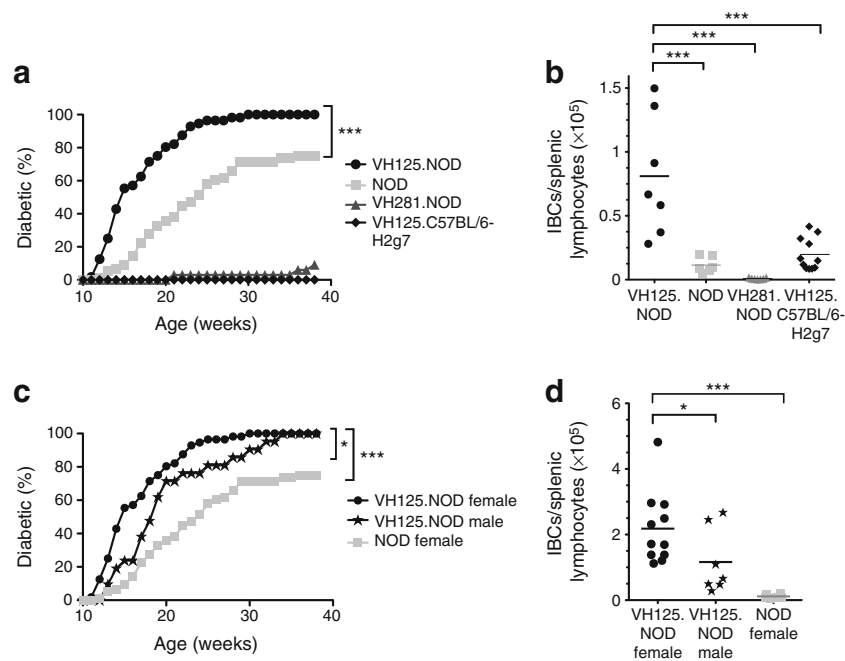 a
100
80
60
40
20
0
Diabetic (%)
10 20 30 40
Age (weeks)
***
VH125.NOD
NOD
VH281.NOD
VH125.C57BL/6-
H2g7
b
***
***
***
1.5
1
0.5
0
IBCs/splenic
lymphocytes (×10⁵)
VH125. NOD VH281. VH125.
NOD NOD C57BL/6-
H2g7
c
100
80
60
40
20
0
Diabetic (%)
10 20 30 40
Age (weeks)
*
***
VH125.NOD female
VH125.NOD male
NOD female
d
***
*
6
4
2
0
IBCs/splenic
lymphocytes (×10⁵)
VH125. VH125. NOD
NOD NOD female
female male